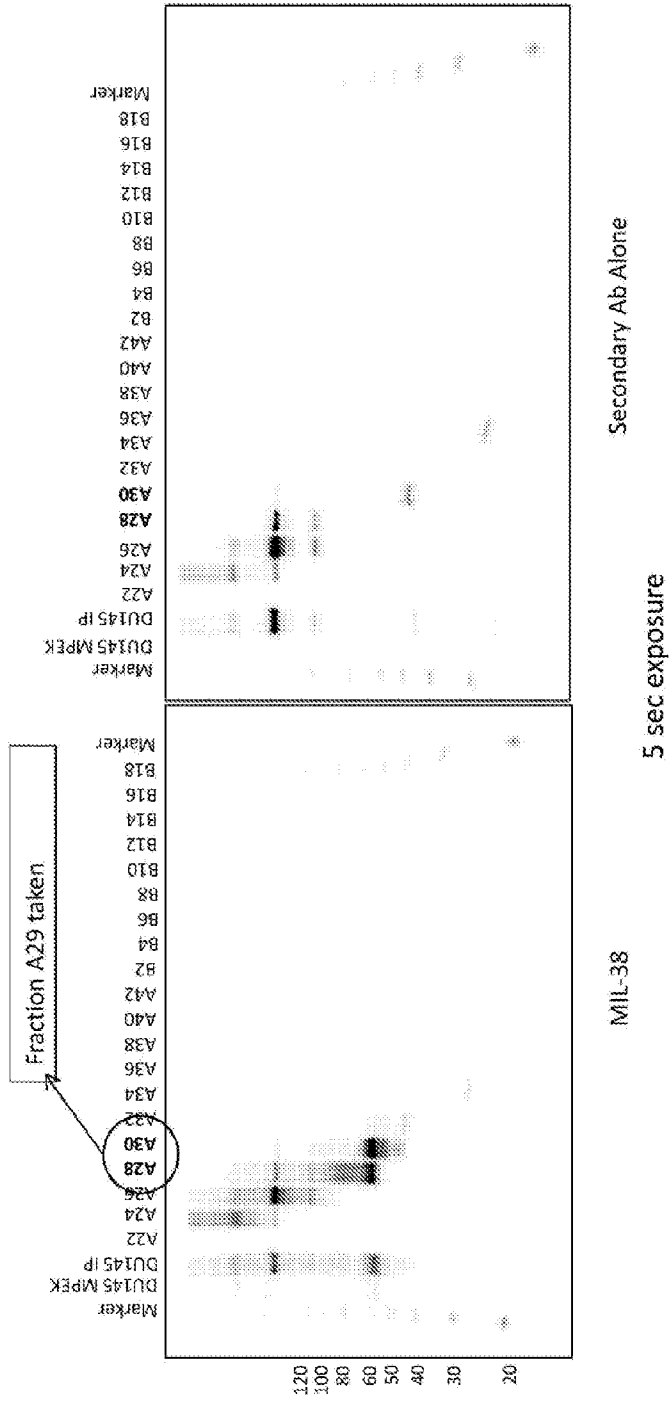 Fraction A29 taken
Marker
DU145 MPEK
DU145 IP
A22
A24
A26
A28
A30
A32
A34
A36
A38
A40
A42
B2
B4
B6
B8
B10
B12
B14
B16
B18
Marker
Marker
DU145 MPEK
DU145 IP
A22
A24
A26
A28
A30
A32
A34
A36
A38
A40
A42
B2
B4
B6
B8
B10
B12
B14
B16
B18
Marker
120
100
80
60
50
40
30
20
MIL-38
Secondary Ab Alone
5 sec exposure